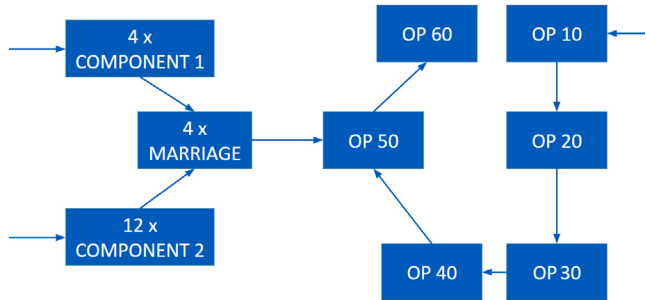 4 x
COMPONENT 1
OP 60
OP 10
4 x
MARRIAGE
OP 50
OP 20
12 x
COMPONENT 2
OP 40
OP 30